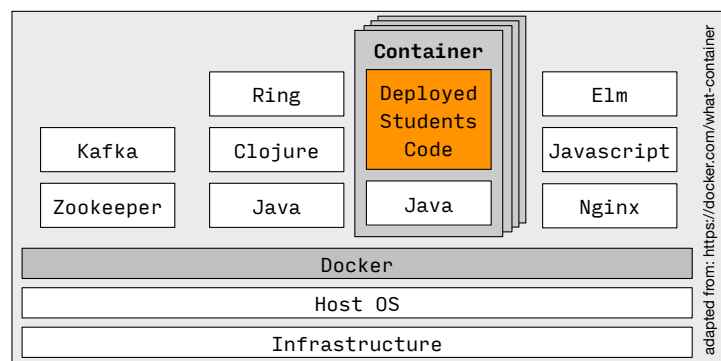 Container
Ring
Deployed
Students
Code
Elm
Kafka
Clojure
Javascript
Zookeeper
Java
Java
Nginx
Docker
Host OS
Infrastructure
adapted from: https://docker.com/what-container